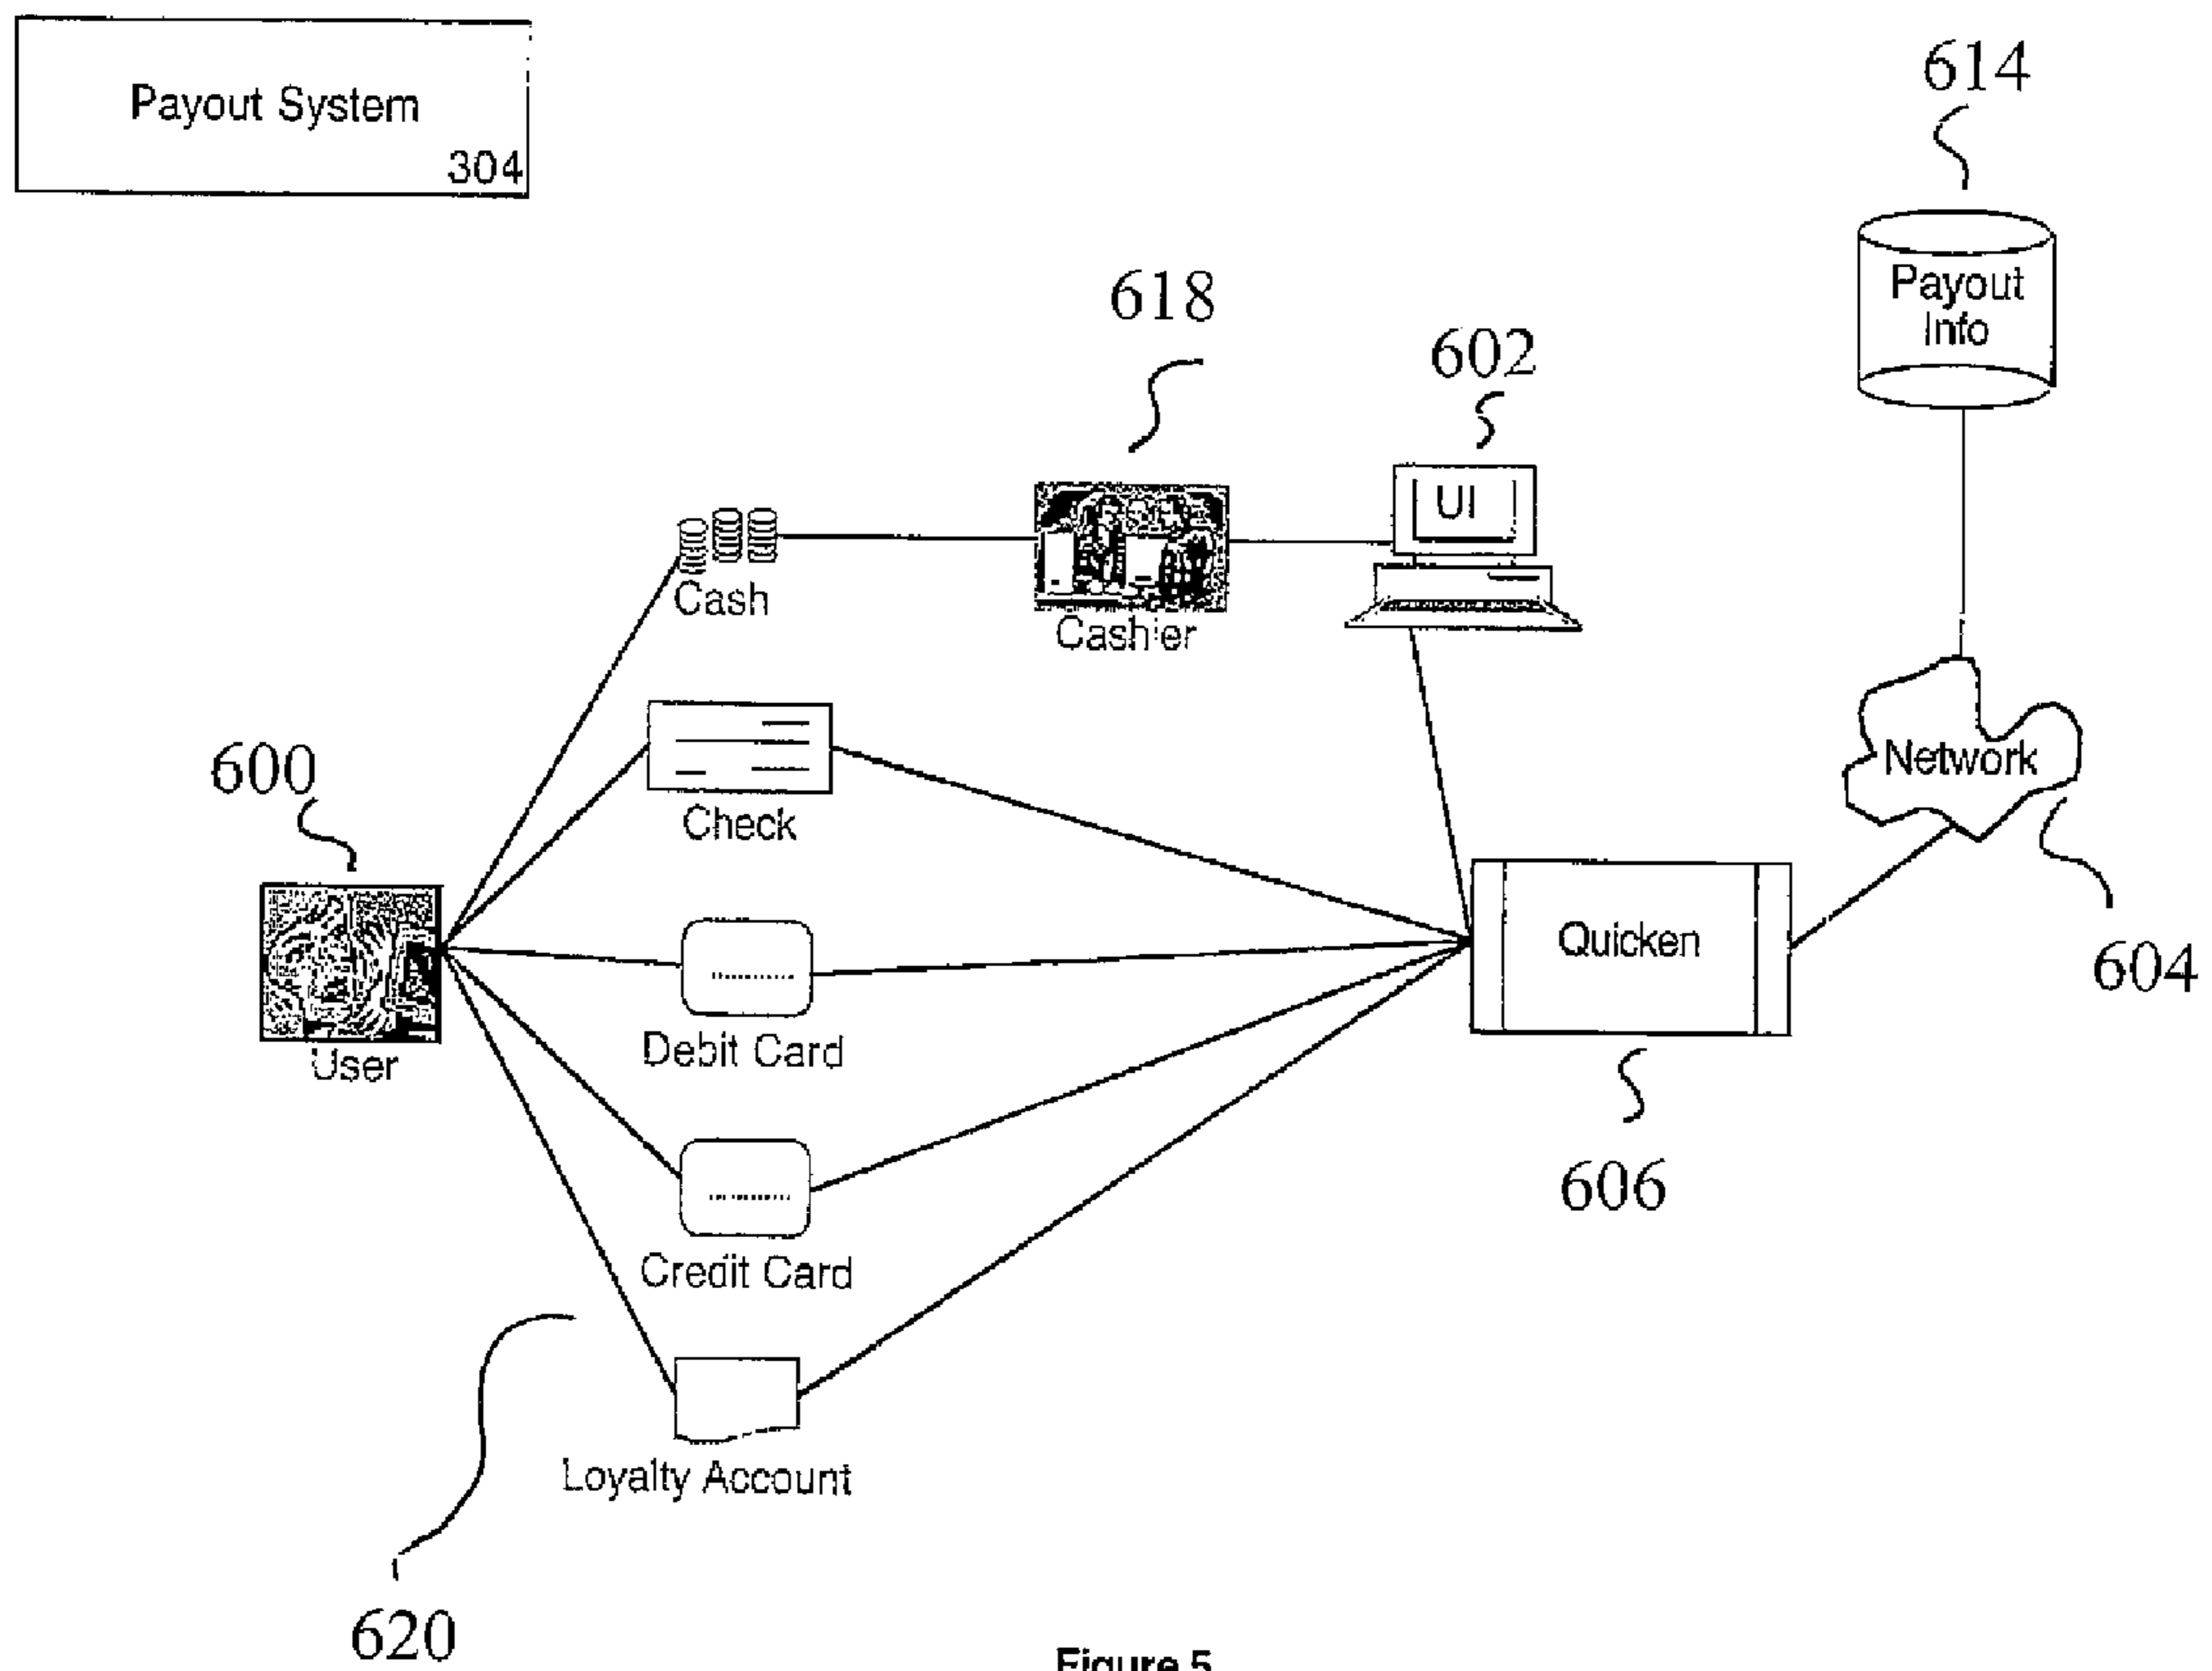 Payout System
304
614
Payout
Info
618
602
UI
Cash
Cashier
Network
600
Check
Quicken
604
User
Debit Card
606
Credit Card
Loyalty Account
620
Figure 5